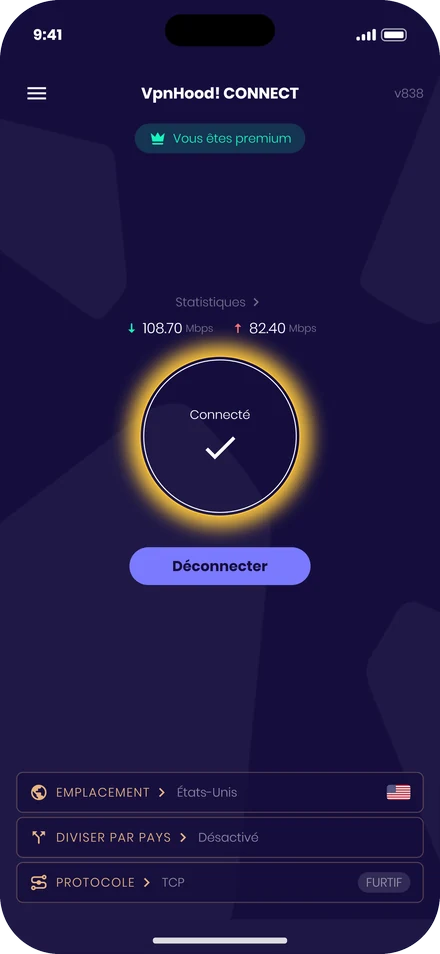 9:41
VpnHood! CONNECT
v838
Vous êtes premium
Statistiques
108.70 Mbps 82.40 Mbps
Connecté
Déconnecter
EMPLACEMENT États-Unis
DIVISER PAR PAYS Désactivé
PROTOCOLE TCP FURTIF